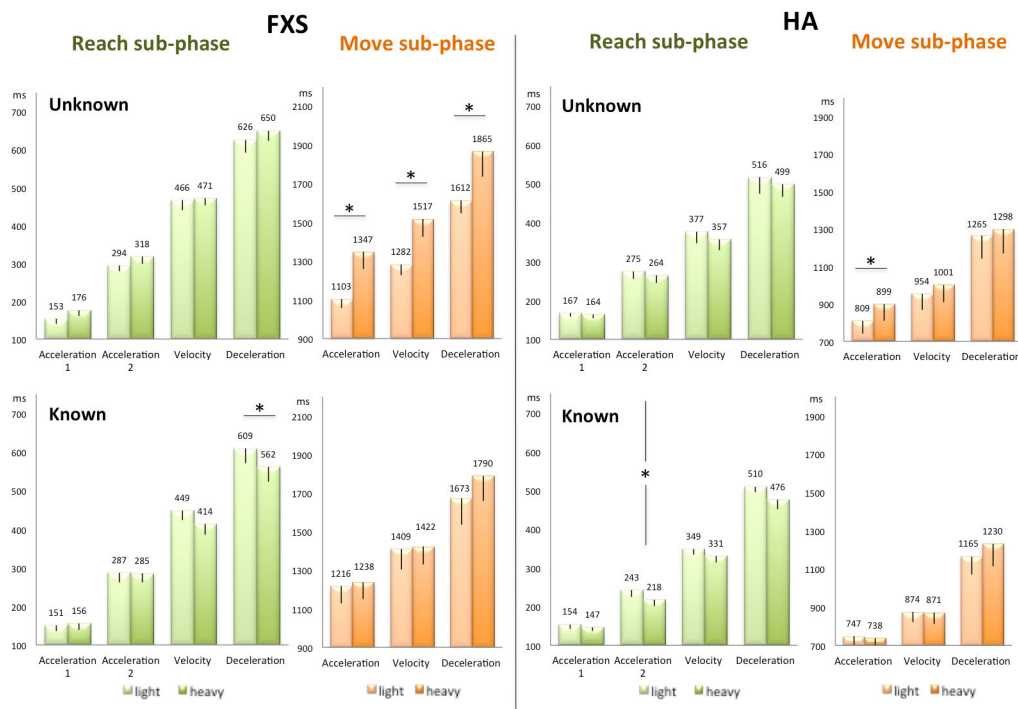 FXS
HA
Reach sub-phase
Move sub-phase
Reach sub-phase
Move sub-phase
ms
Unknown
700
600
500
400
300
200
100
153
176
294
318
466
471
626
650
Acceleration 1
Acceleration 2
Velocity
Deceleration
ms
2100
1900
1700
1500
1300
1100
900
*
1103
1347
*
1282
1517
*
1612
1865
Acceleration
Velocity
Deceleration
ms
Unknown
700
600
500
400
300
200
100
167
164
275
264
377
357
516
499
Acceleration 1
Acceleration 2
Velocity
Deceleration
ms
1900
1700
1500
1300
1100
900
700
*
809
899
954
1001
1265
1298
Acceleration
Velocity
Deceleration
ms
Known
700
600
500
400
300
200
100
151
156
287
285
449
414
*
609
562
Acceleration 1
Acceleration 2
Velocity
Deceleration
light
heavy
ms
2100
1900
1700
1500
1300
1100
900
1216
1238
1409
1422
1673
1790
Acceleration
Velocity
Deceleration
light
heavy
ms
Known
700
600
500
400
300
200
100
154
147
*
243
218
349
331
510
476
Acceleration 1
Acceleration 2
Velocity
Deceleration
light
heavy
ms
1900
1700
1500
1300
1100
900
700
747
738
874
871
1165
1230
Acceleration
Velocity
Deceleration
light
heavy